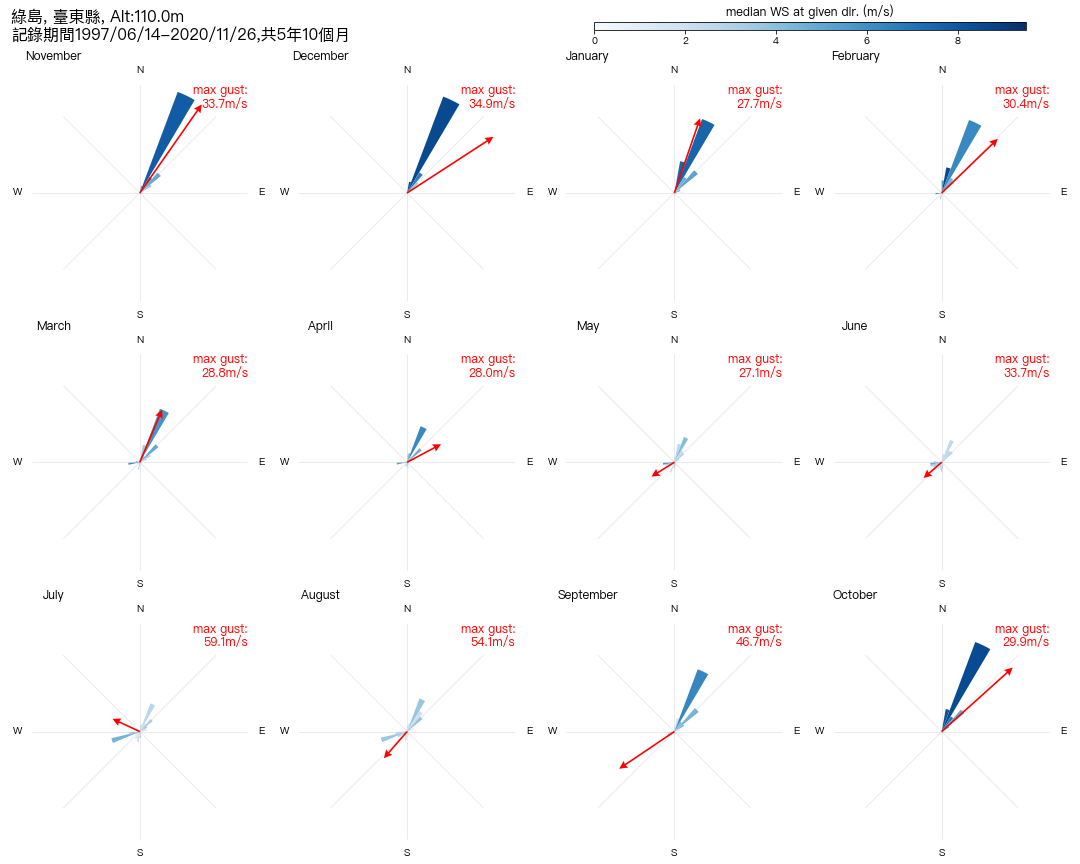 綠島, 臺東縣, Alt:110.0m
記錄期間1997/06/14-2020/11/26,共5年10個月
median WS at given dir. (m/s)
0 2 4 6 8
November
N
max gust:
33.7m/s
W E
S
December
N
max gust:
34.9m/s
W E
S
January
N
max gust:
27.7m/s
W E
S
February
N
max gust:
30.4m/s
W E
S
March
N
max gust:
28.8m/s
W E
S
April
N
max gust:
28.0m/s
W E
S
May
N
max gust:
27.1m/s
W E
S
June
N
max gust:
33.7m/s
W E
S
July
N
max gust:
59.1m/s
W E
S
August
N
max gust:
54.1m/s
W E
S
September
N
max gust:
46.7m/s
W E
S
October
N
max gust:
29.9m/s
W E
S